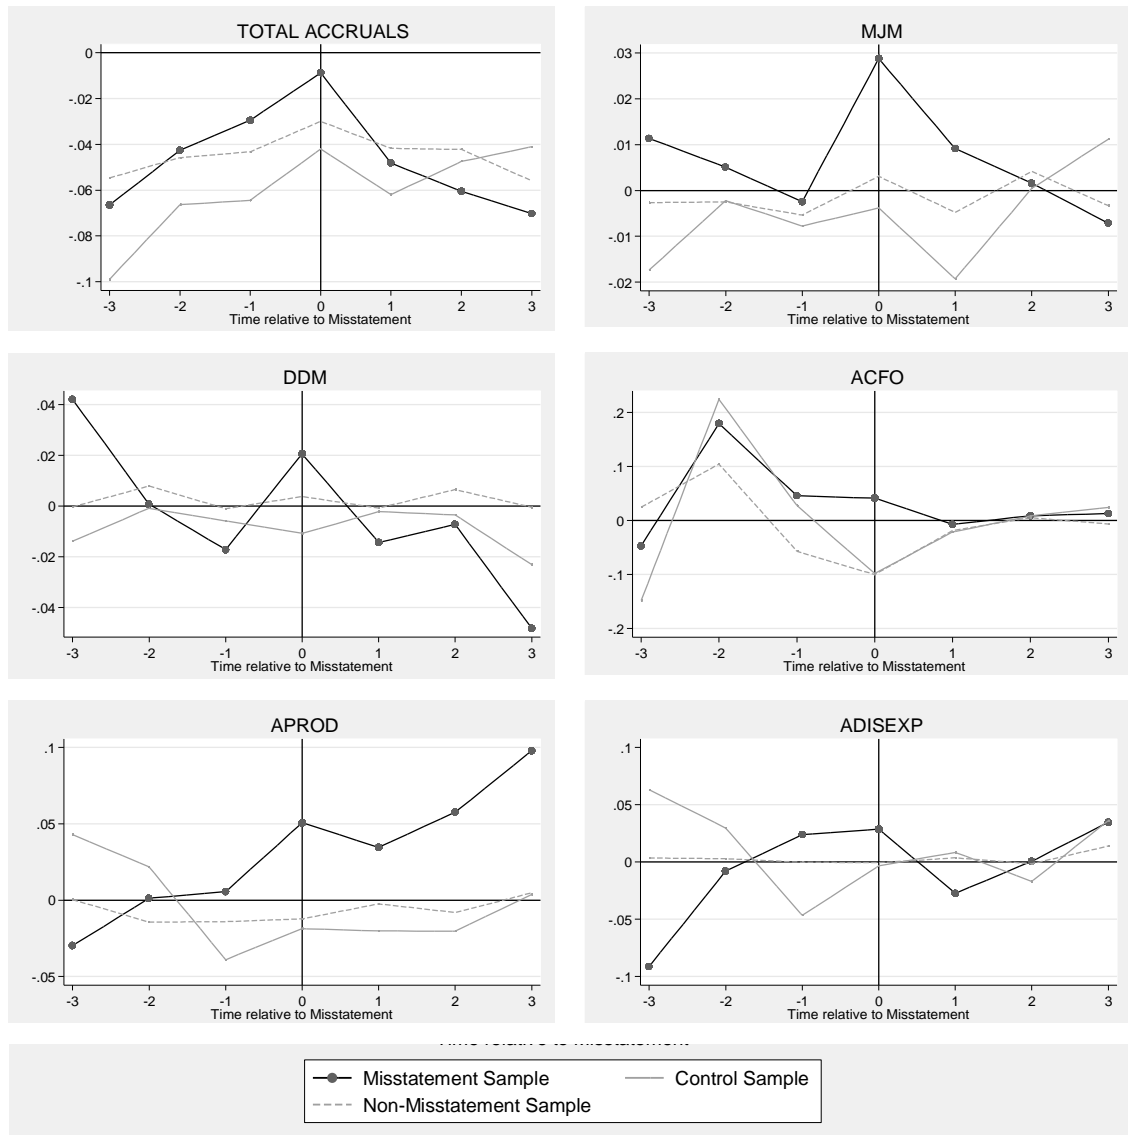 TOTAL ACCRUALS
0
-.02
-.04
-.06
-.08
-.1
-3 -2 -1 0 1 2 3
Time relative to Misstatement
MJM
.03
.02
.01
0
-.01
-.02
-3 -2 -1 0 1 2 3
Time relative to Misstatement
DDM
.04
.02
0
-.02
-.04
-3 -2 -1 0 1 2 3
Time relative to Misstatement
ACFO
.2
.1
0
-.1
-.2
-3 -2 -1 0 1 2 3
Time relative to Misstatement
APROD
.1
.05
0
-.05
-3 -2 -1 0 1 2 3
Time relative to Misstatement
ADISEXP
.1
.05
0
-.05
-.1
-3 -2 -1 0 1 2 3
Time relative to Misstatement
Misstatement Sample Control Sample
Non-Misstatement Sample